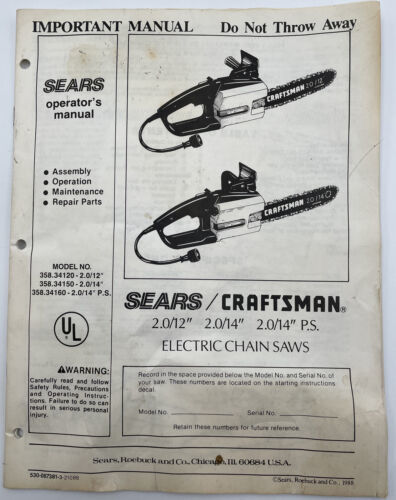 IMPORTANT MANUAL Do Not Throw Away
SEARS
operator's
manual
• Assembly
• Operation
• Maintenance
• Repair Parts
MODEL NO.
358.34120 - 2.0/12"
358.34150 - 2.0/14"
358.34160 - 2.0/14" P.S.
UL
⚠WARNING:
Carefully read and follow
Safety Rules, Precautions
and Operating Instruc-
tions. Failure to do so can
result in serious personal
injury.
CRAFTSMAN 2.0/12
CRAFTSMAN 2.0/14
SEARS / CRAFTSMAN®
2.0/12" 2.0/14" 2.0/14" P.S.
ELECTRIC CHAIN SAWS
Record in the space provided below the Model No. and Serial No. of
your saw. These numbers are located on the starting instructions
decal.
Model No. Serial No.
Retain these numbers for future reference.
Sears, Roebuck and Co., Chicago, Ill. 60684 U.S.A.
©Sears, Roebuck and Co., 1988